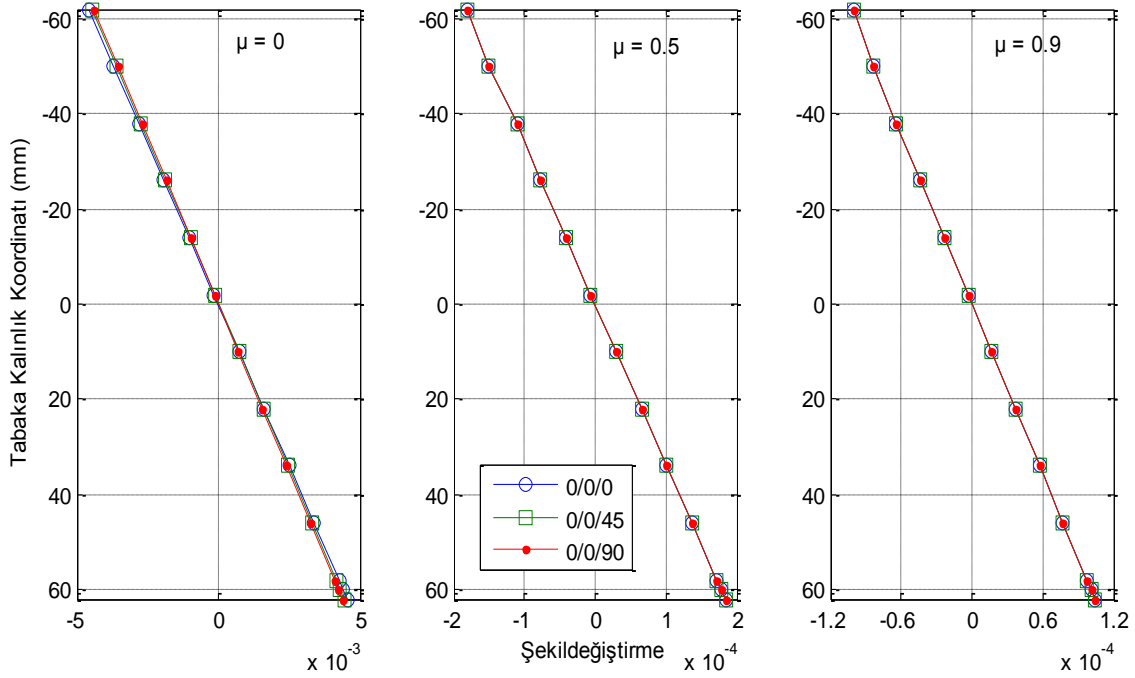 µ = 0
µ = 0.5
µ = 0.9
Tabaka Kalınlık Koordinatı (mm)
-60
-40
-20
0
20
40
60
-60
-40
-20
0
20
40
60
-60
-40
-20
0
20
40
60
0/0/0
0/0/45
0/0/90
-5 0 5
-2 -1 0 1 2
-1.2 -0.6 0 0.6 1.2
x 10-3
Şekildeğiştirme
x 10-4
x 10-4